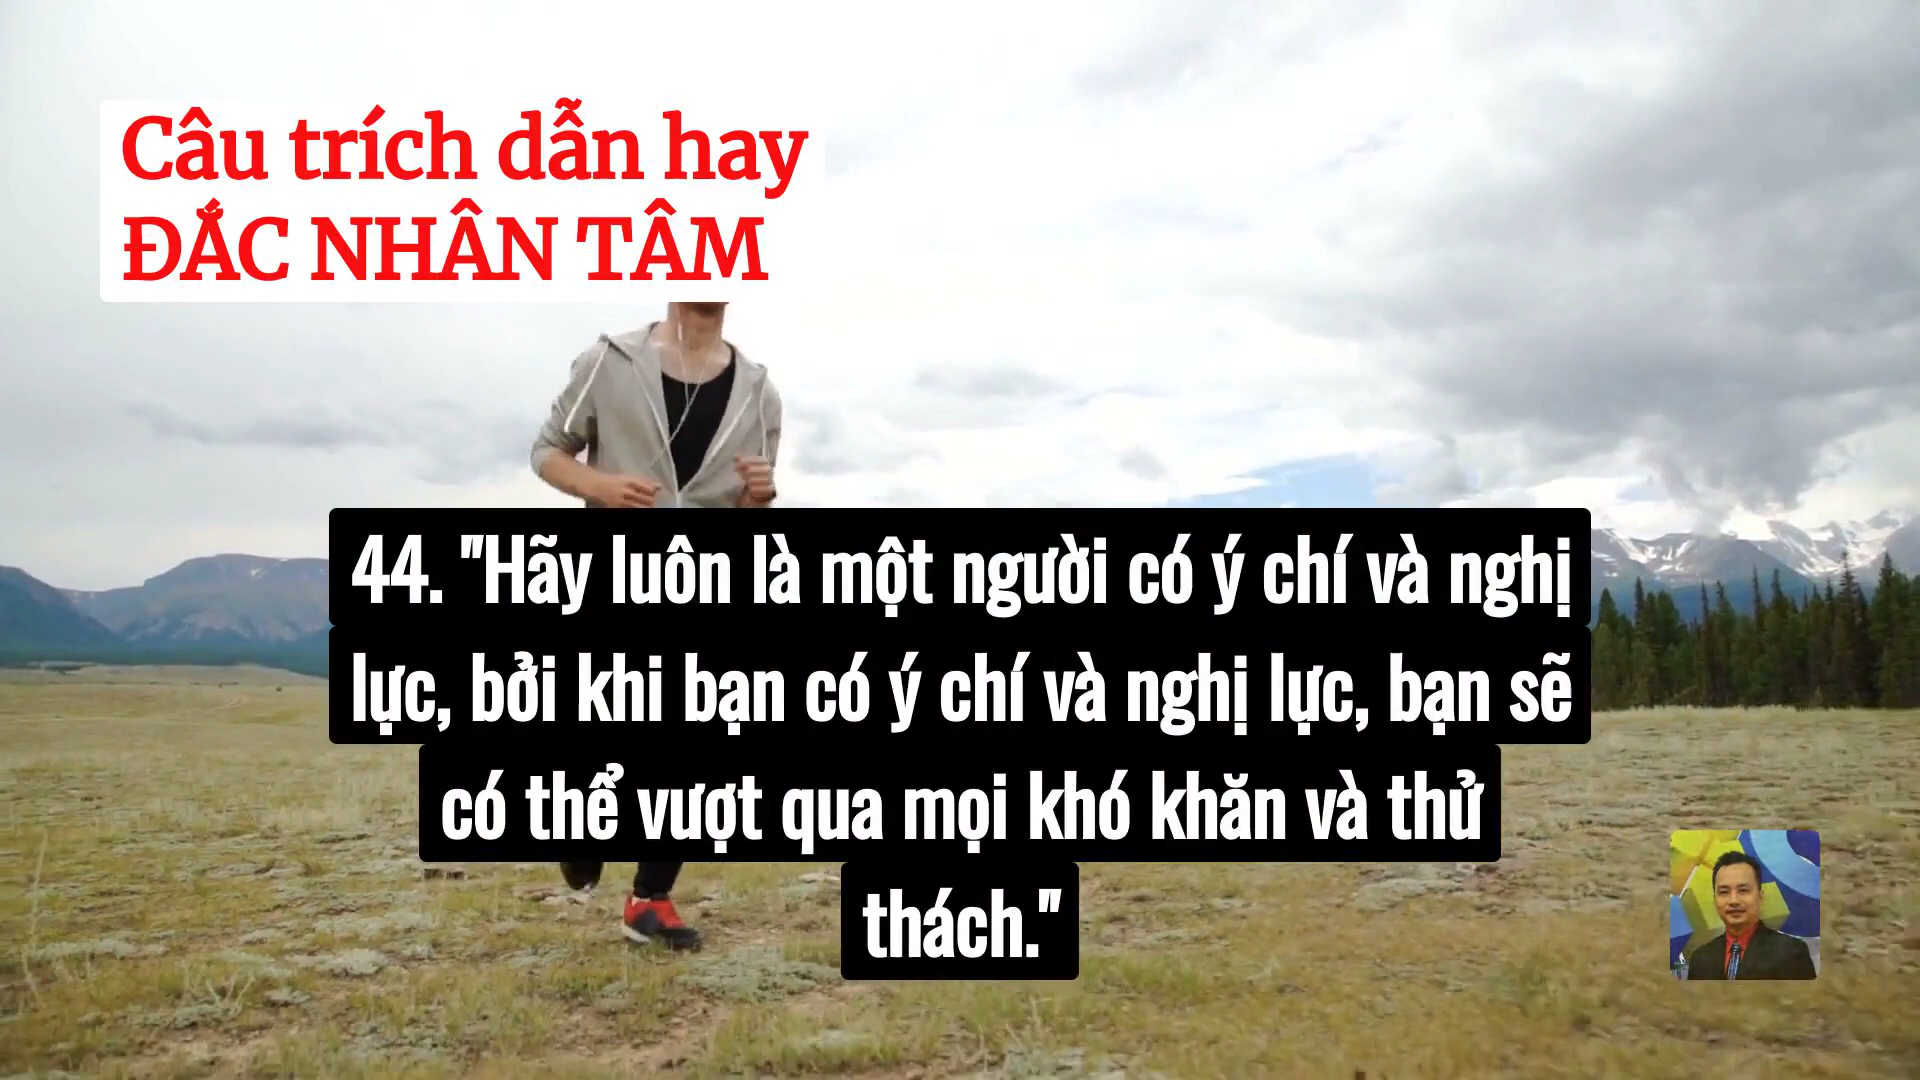 Câu trích dẫn hay
ĐẮC NHÂN TÂM
44. "Hãy luôn là một người có ý chí và nghị
lực, bởi khi bạn có ý chí và nghị lực, bạn sẽ
có thể vượt qua mọi khó khăn và thử
thách."